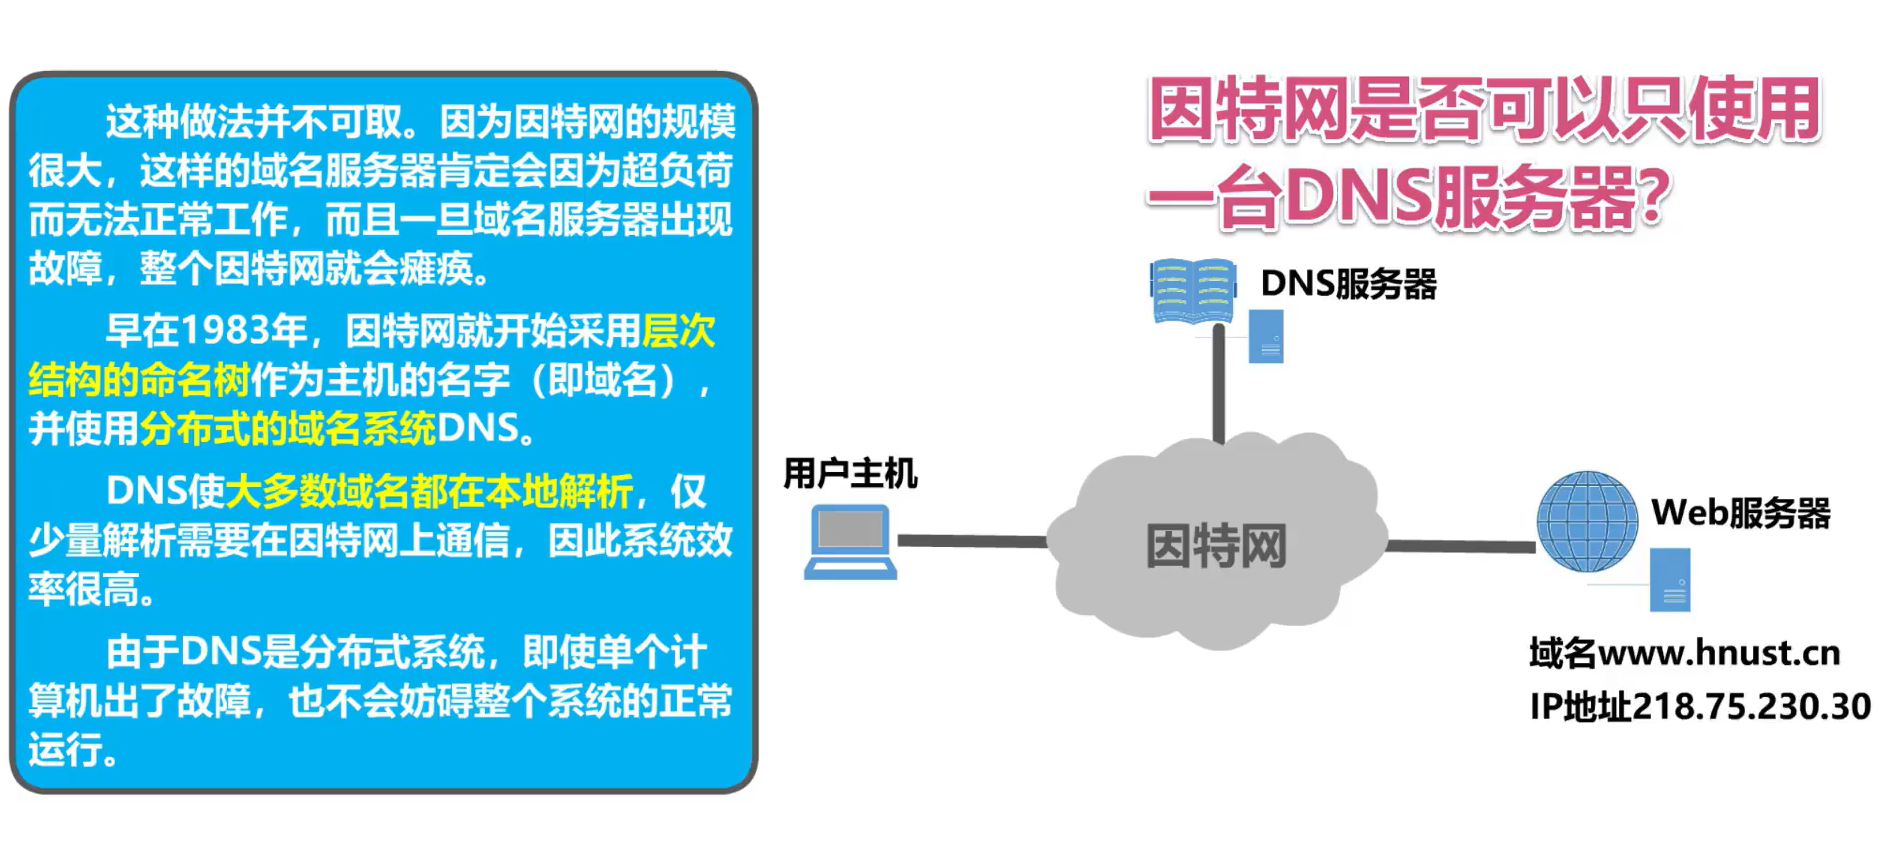 因特网是否可以只使用
一台DNS服务器?
这种做法并不可取。因为因特网的规模
很大，这样的域名服务器肯定会因为超负荷
而无法正常工作，而且一旦域名服务器出现
故障，整个因特网就会瘫痪。
早在1983年，因特网就开始采用层次
结构的命名树作为主机的名字（即域名），
并使用分布式的域名系统DNS。
DNS使大多数域名都在本地解析，仅
少量解析需要在因特网上通信，因此系统效
率很高。
由于DNS是分布式系统，即使单个计
算机出了故障，也不会妨碍整个系统的正常
运行。
DNS服务器
用户主机
因特网
Web服务器
域名www.hnust.cn
IP地址218.75.230.30